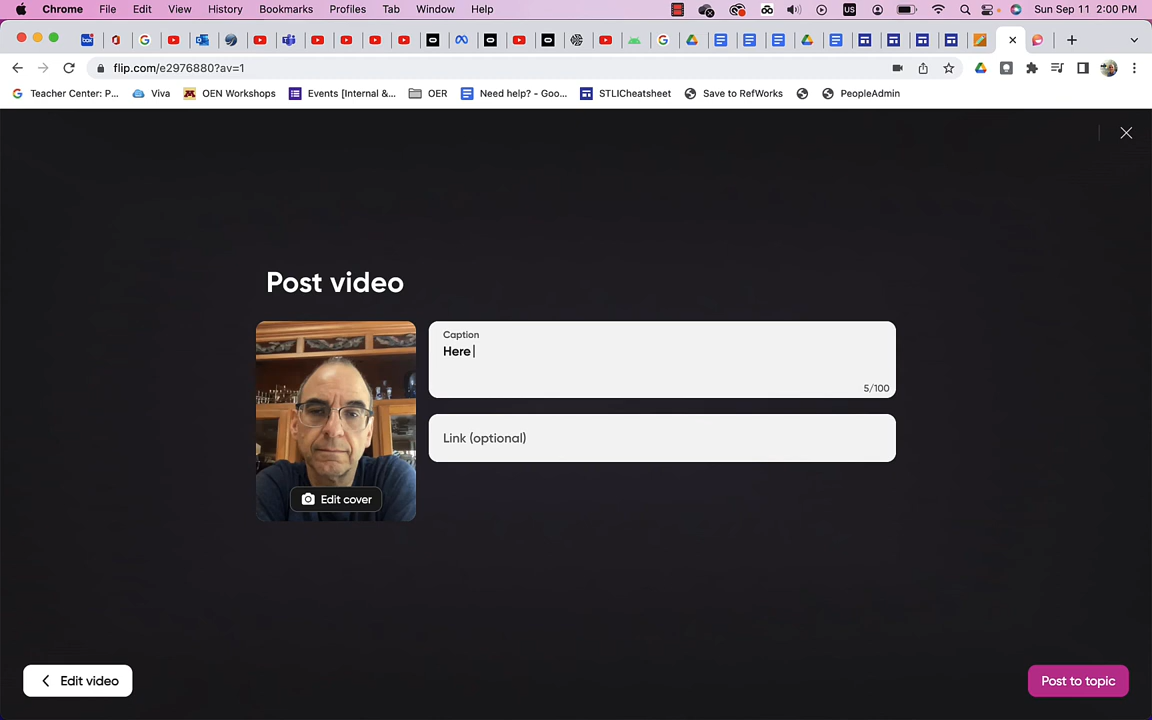 Chrome File Edit View History Bookmarks Profiles Tab Window Help US Sun Sep 11 2:00 PM
flip.com/e2976880?av=1
Teacher Center: P... Viva OEN Workshops Events [Internal &... OER Need help? - Goo... STLICheatsheet Save to RefWorks PeopleAdmin
Post video
Caption
Here
5/100
Link (optional)
Edit cover
Edit video
Post to topic